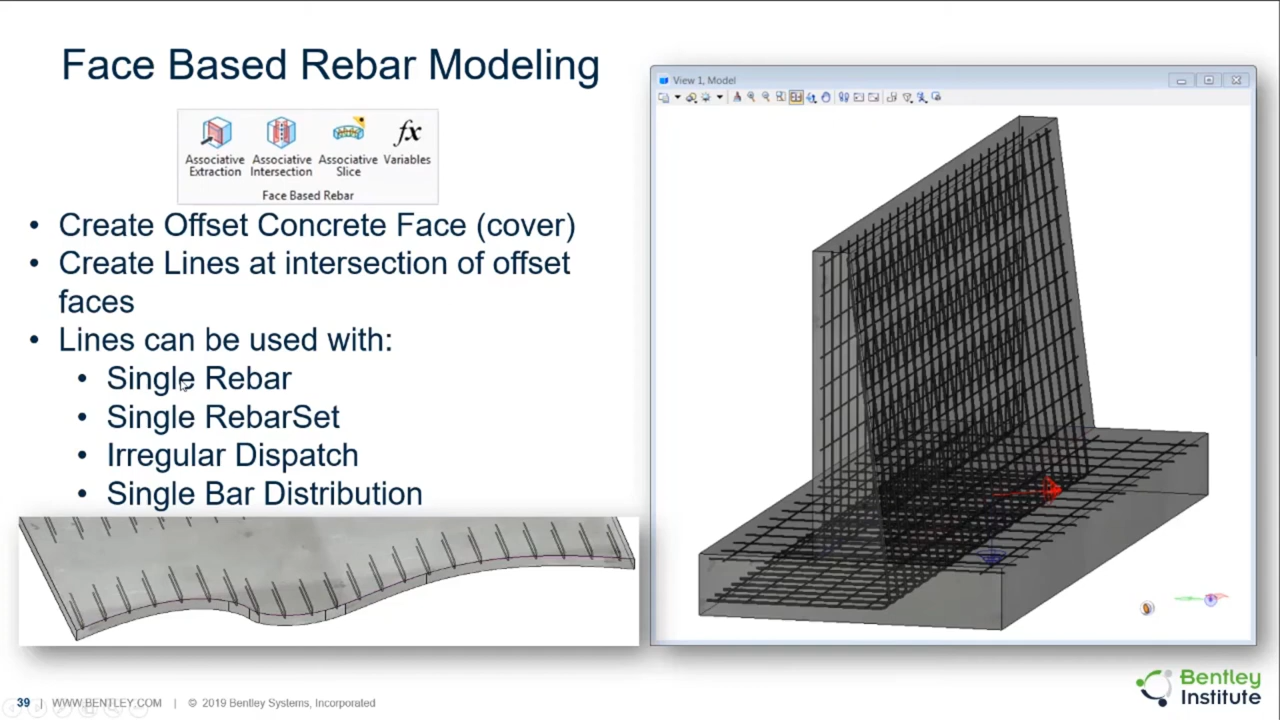 Face Based Rebar Modeling
Associative Extraction
Associative Intersection
Associative Slice
fx
Variables
Face Based Rebar
• Create Offset Concrete Face (cover)
• Create Lines at intersection of offset
faces
• Lines can be used with:
• Single Rebar
• Single RebarSet
• Irregular Dispatch
• Single Bar Distribution
View 1, Model
39 | WWW.BENTLEY.COM | © 2019 Bentley Systems, Incorporated
Bentley
Institute